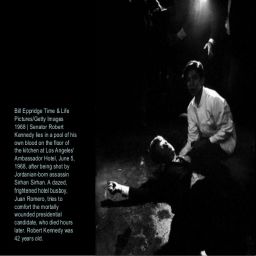 Bill Eppridge Time & Life
Pictures/Getty Images
1968 | Senator Robert
Kennedy lies in a pool of his
own blood on the floor of
the kitchen at Los Angeles'
Ambassador Hotel, June 5,
1968, after being shot by
Jordanian-born assassin
Sirhan Sirhan. A dazed,
frightened hotel busboy,
Juan Romero, tries to
comfort the mortally
wounded presidential
candidate, who died hours
later. Robert Kennedy was
42 years old.